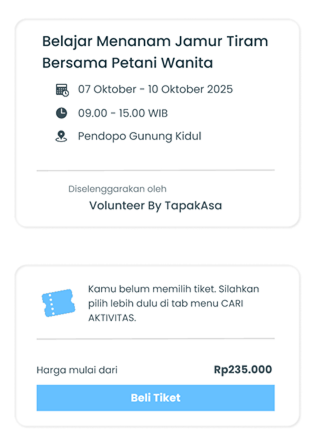 Belajar Menanam Jamur Tiram
Bersama Petani Wanita
07 Oktober - 10 Oktober 2025
09.00 - 15.00 WIB
Pendopo Gunung Kidul
Diselenggarakan oleh
Volunteer By TapakAsa
Kamu belum memilih tiket. Silahkan
pilih lebih dulu di tab menu CARI
AKTIVITAS.
Harga mulai dari Rp235.000
Beli Tiket